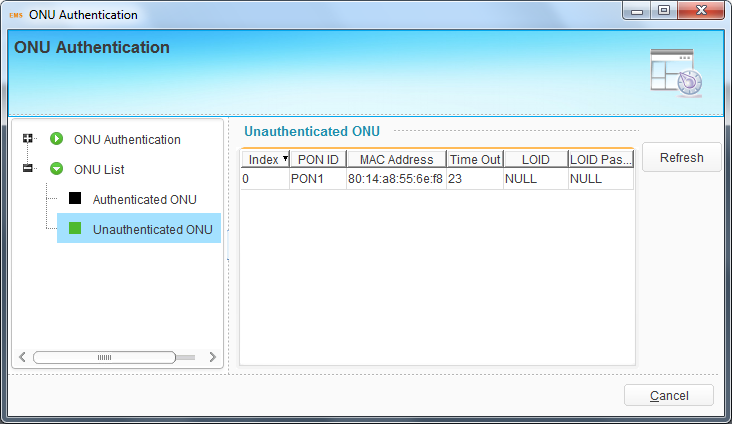 EMS ONU Authentication
ONU Authentication
ONU Authentication
ONU List
Authenticated ONU
Unauthenticated ONU
Unauthenticated ONU
Index PON ID MAC Address Time Out LOID LOID Pas...
0 PON1 80:14:a8:55:6e:f8 23 NULL NULL
Refresh
Cancel